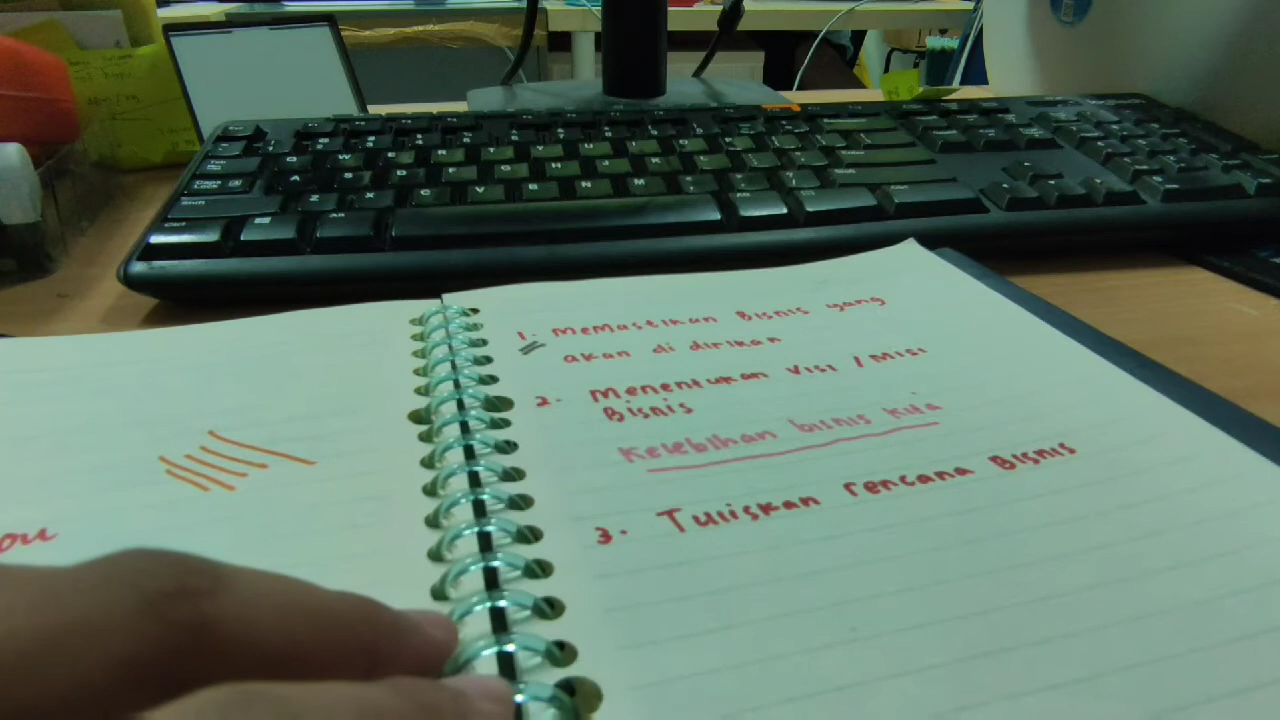 1. Memastikan Bisnis yang
akan di dirikan
2. Menentukan Visi / Misi
Bisnis
Kelebihan bisnis kita
3. Tuliskan rencana Bisnis